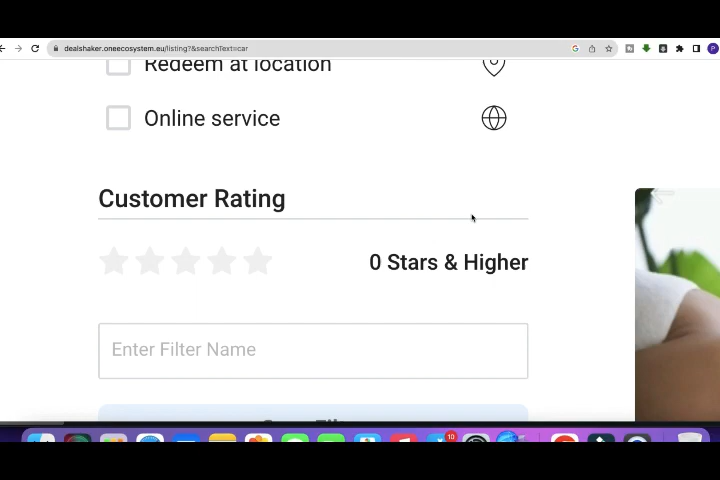 dealshaker.oneecosystem.eu/listing?&searchText=car
Redeem at location
Online service
Customer Rating
0 Stars & Higher
Enter Filter Name
10
P